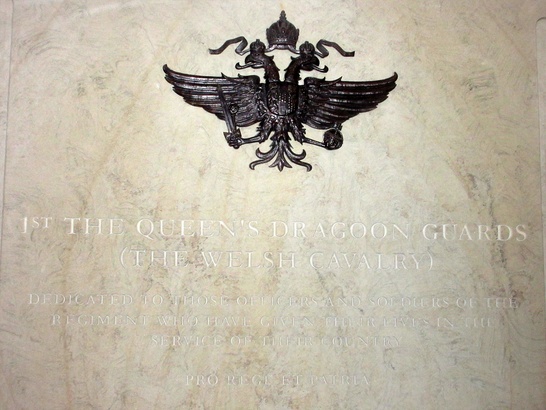 1ST THE QUEEN'S DRAGOON GUARDS
(THE WELSH CAVALRY)
DEDICATED TO THOSE OFFICERS AND SOLDIERS OF THE
REGIMENT WHO HAVE GIVEN THEIR LIVES IN THE
SERVICE OF THEIR COUNTRY
PRO REGE ET PATRIA